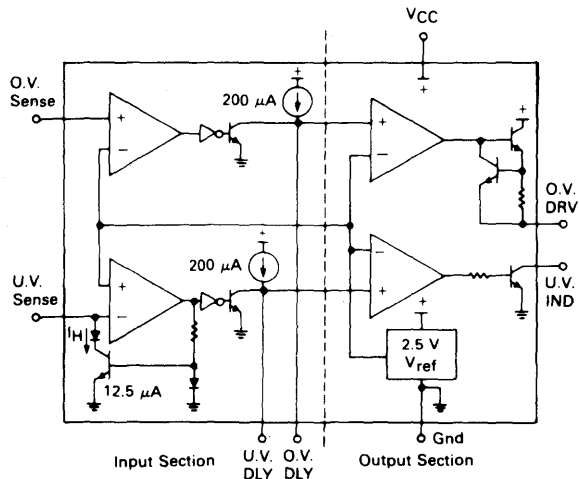 VCC
O.V.
Sense
200 μA
+
+
+
−
+
−
+
O.V.
DRV
+
200 μA
U.V.
Sense
+
−
−
+
U.V.
IND
IH
12.5 μA
+
2.5 V
Vref
Gnd
Input Section
U.V.
DLY
O.V.
DLY
Output Section